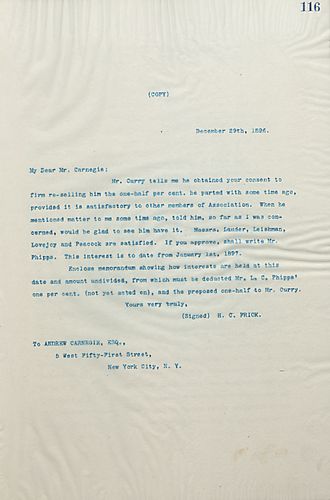 116
(COPY)
December 29th, 1896.
My Dear Mr. Carnegie:
Mr. Curry tells me he obtained your consent to
firm re-selling him the one-half per cent. he parted with some time ago,
provided it is satisfactory to other members of Association. When he
mentioned matter to me some time ago, told him, so far as I was con-
cerned, would be glad to see him have it. Messrs. Lauder, Leishman,
Lovejoy and Peacock are satisfied. If you approve, shall write Mr.
Phipps. This interest is to date from January 1st, 1897.
Enclose memorandum showing how interests are held at this
date and amount undivided, from which must be deducted Mr. L. C. Phipps'
one per cent. (not yet acted on), and the proposed one-half to Mr. Curry.
Yours very truly,
(Signed) H. C. FRICK.
To ANDREW CARNEGIE, ESQ.,
5 West Fifty-First Street,
New York City, N. Y.